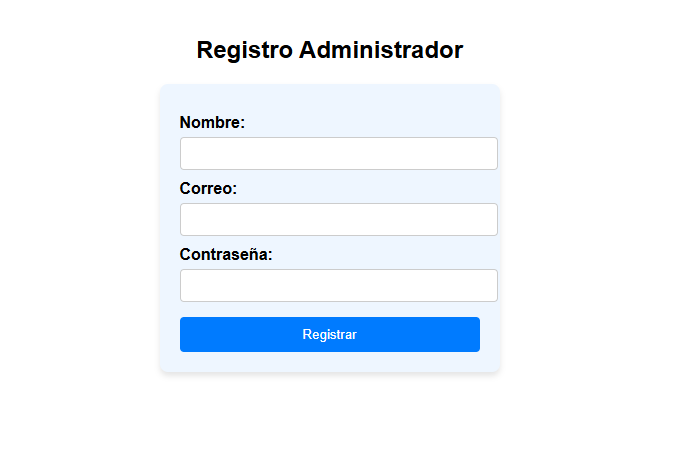 Registro Administrador
Nombre:
Correo:
Contraseña:
Registrar